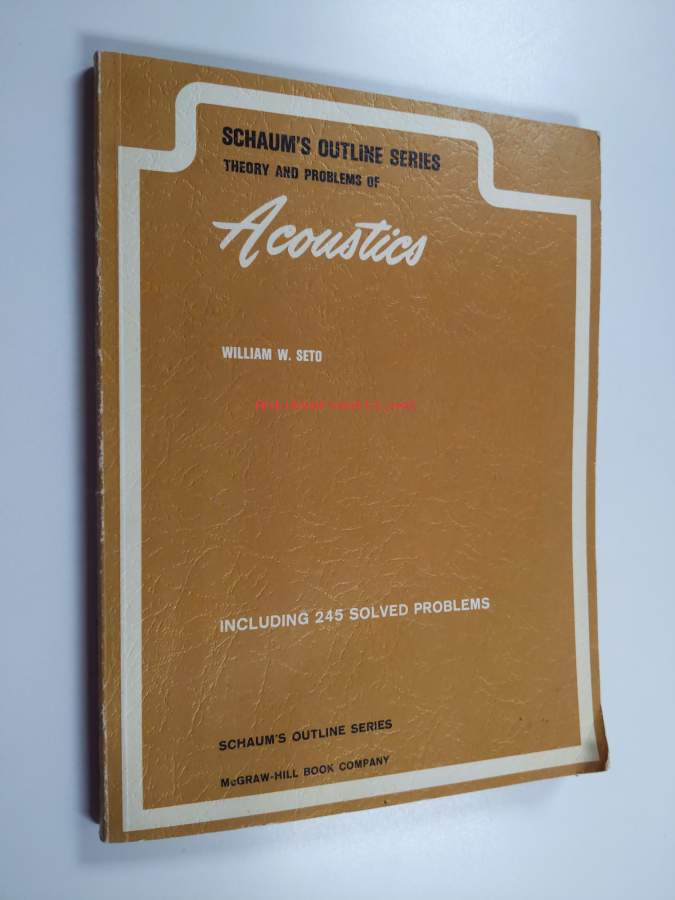 SCHAUM'S OUTLINE SERIES
THEORY AND PROBLEMS OF
Acoustics
WILLIAM W. SETO
INCLUDING 245 SOLVED PROBLEMS
SCHAUM'S OUTLINE SERIES
McGRAW-HILL BOOK COMPANY